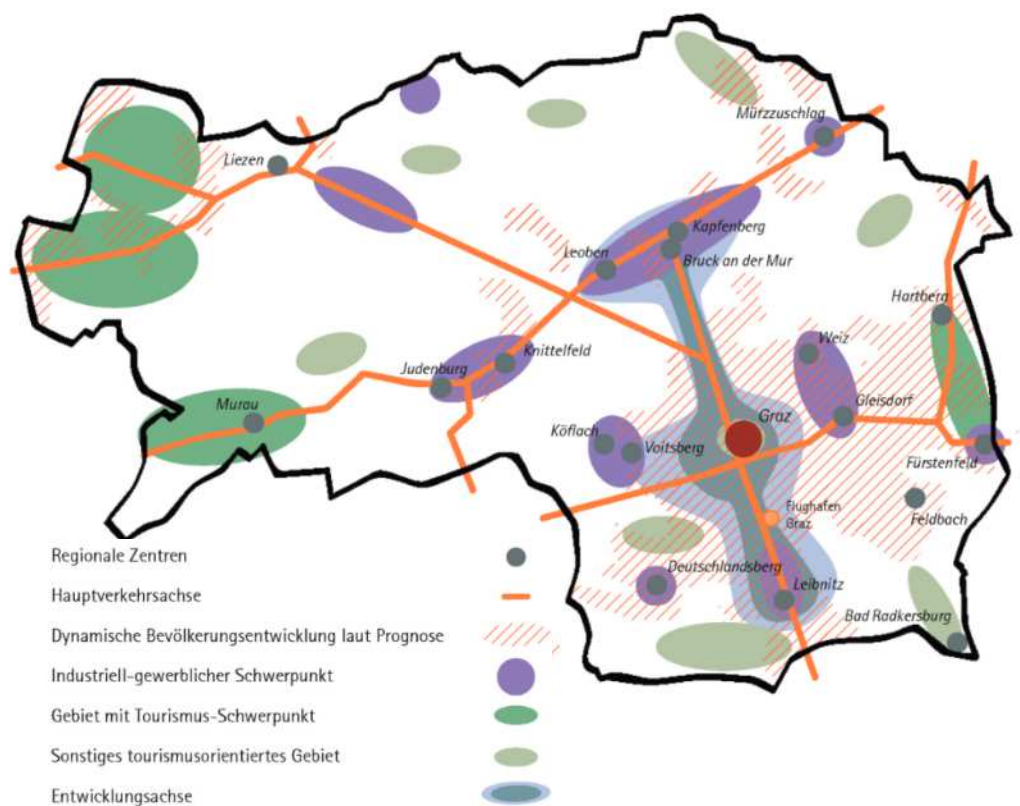 Mürzzuschlag
Liezen
Kapfenberg
Leoben
Bruck an der Mur
Hartberg
Weiz
Knittelfeld
Judenburg
Murau
Gleisdorf
Graz
Köflach
Voitsberg
Fürstenfeld
Flughafen
Graz
Feldbach
Deutschlandsberg
Leibnitz
Bad Radkersburg
Regionale Zentren
Hauptverkehrsachse
Dynamische Bevölkerungsentwicklung laut Prognose
Industriell-gewerblicher Schwerpunkt
Gebiet mit Tourismus-Schwerpunkt
Sonstiges tourismusorientiertes Gebiet
Entwicklungsachse